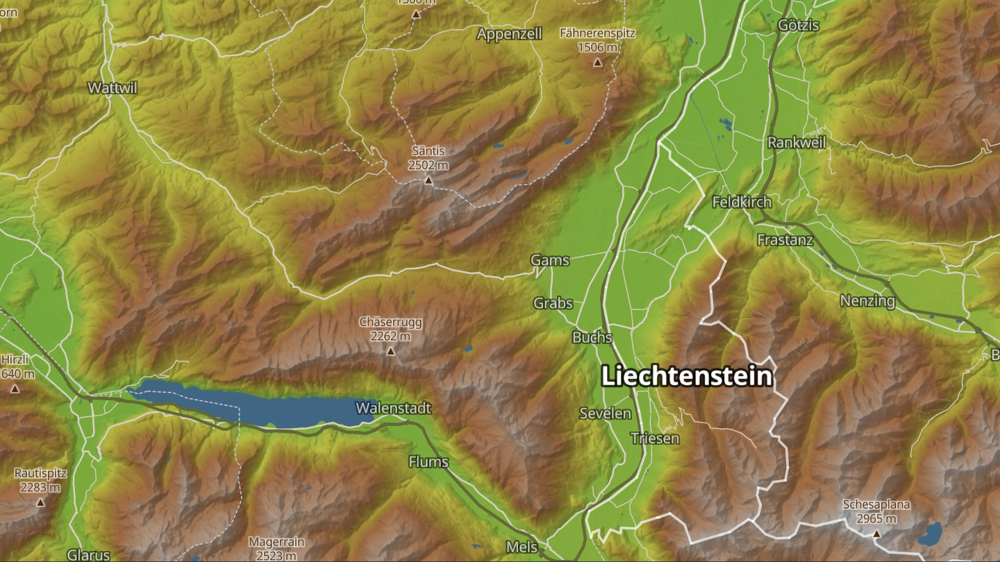 Götzis
Appenzell
Fähnerenspitz
1506 m
Wattwil
Rankweil
Säntis
2502 m
Feldkirch
Frastanz
Gams
Nenzing
Grabs
Chäserrugg
2262 m
Buchs
Hirzli
640 m
Liechtenstein
Walenstadt
Sevelen
Triesen
Flums
Rautispitz
2283 m
Schesaplana
2965 m
Magerrain
2523 m
Mels
Glarus